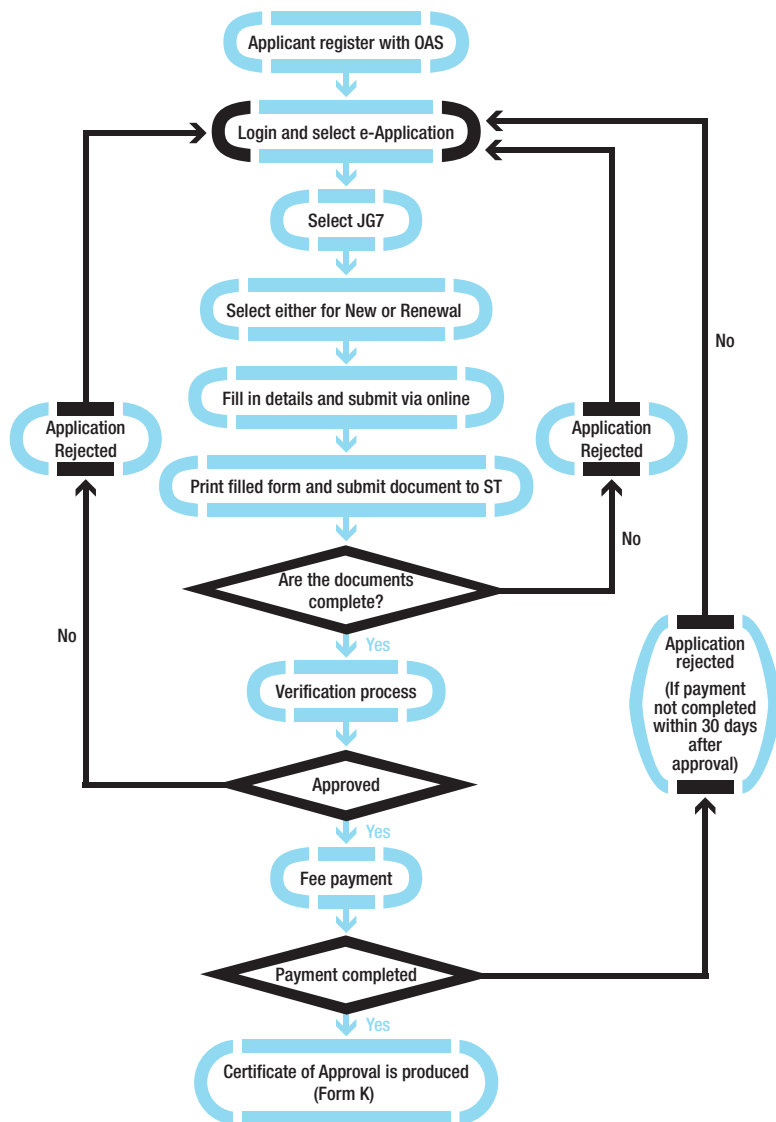 Applicant register with OAS
Login and select e-Application
Select JG7
Select either for New or Renewal
No
Fill in details and submit via online
Application
Rejected
Application
Rejected
Print filled form and submit document to ST
No
Are the documents
complete?
No
Yes
Application
rejected
(If payment
not completed
within 30 days
after
approval)
Verification process
Approved
Yes
Fee payment
Payment completed
Yes
Certificate of Approval is produced
(Form K)